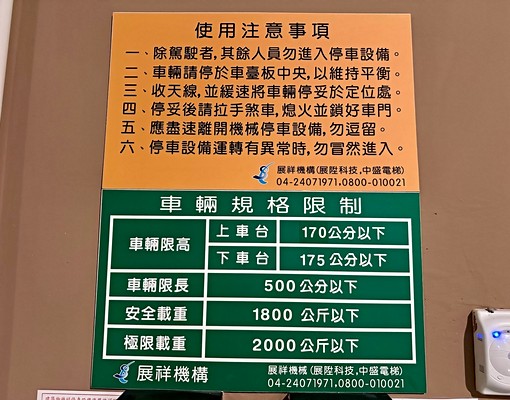 使用注意事項
一、除駕駛者,其餘人員勿進入停車設備。
二、車輛請停於車臺板中央,以維持平衡。
三、收天線,並緩速將車輛停妥於定位處。
四、停妥後請拉手煞車,熄火並鎖好車門。
五、應盡速離開機械停車設備,勿逗留。
六、停車設備運轉有異常時,勿冒然進入。
展祥機構(展陞科技,中盛電梯)
04-24071971.0800-010021
車輛規格限制
車輛限高 上車台 170公分以下
下車台 175公分以下
車輛限長 500公分以下
安全載重 1800 公斤以下
極限載重 2000公斤以下
展祥機構
展祥機械(展陞科技,中盛電梯)
04-24071971.0800-010021